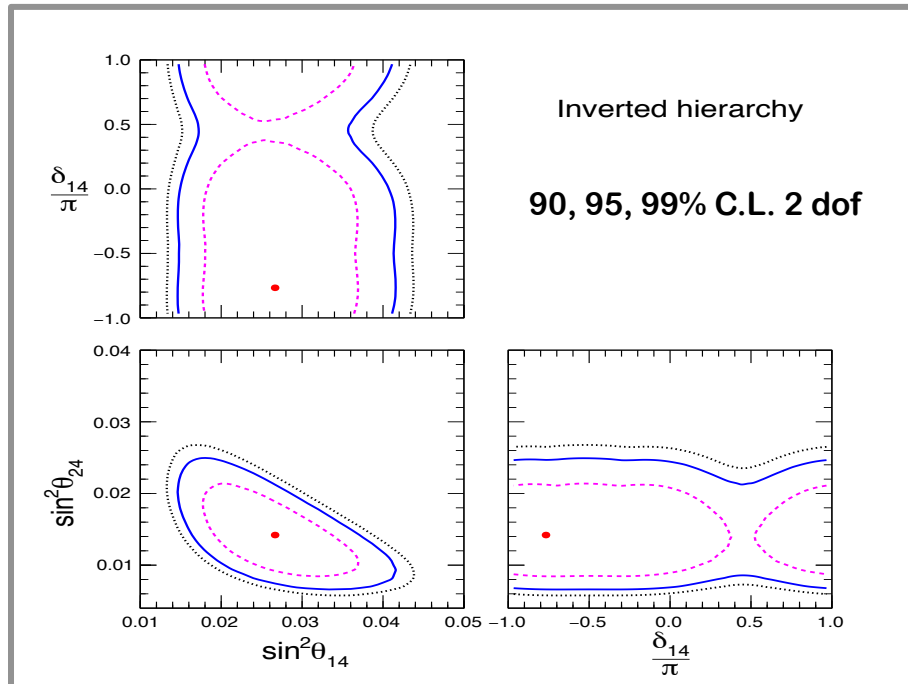 1.0
0.5
0.0
−0.5
−1.0
δ14
π
Inverted hierarchy
90, 95, 99% C.L. 2 dof
0.04
0.03
0.02
0.01
sin²θ24
0.01 0.02 0.03 0.04 0.05
sin²θ14
−1.0 −0.5 0.0 0.5 1.0
δ14
π